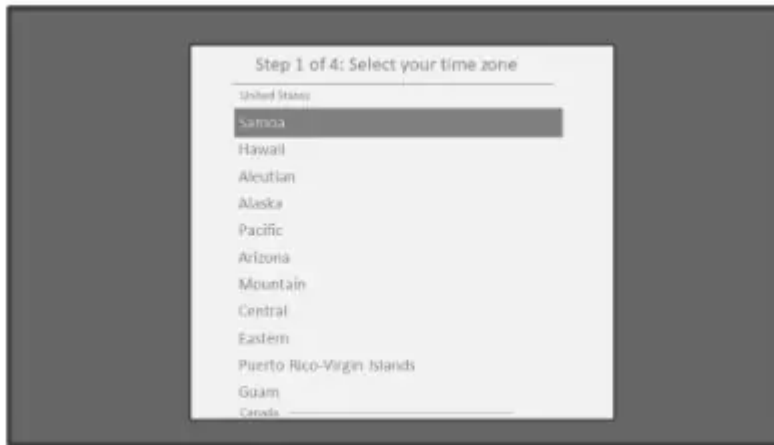 Step 1 of 4: Select your time zone
United States
Samoa
Hawaii
Aleutian
Alaska
Pacific
Arizona
Mountain
Central
Eastern
Puerto Rico-Virgin Islands
Guam
Canada